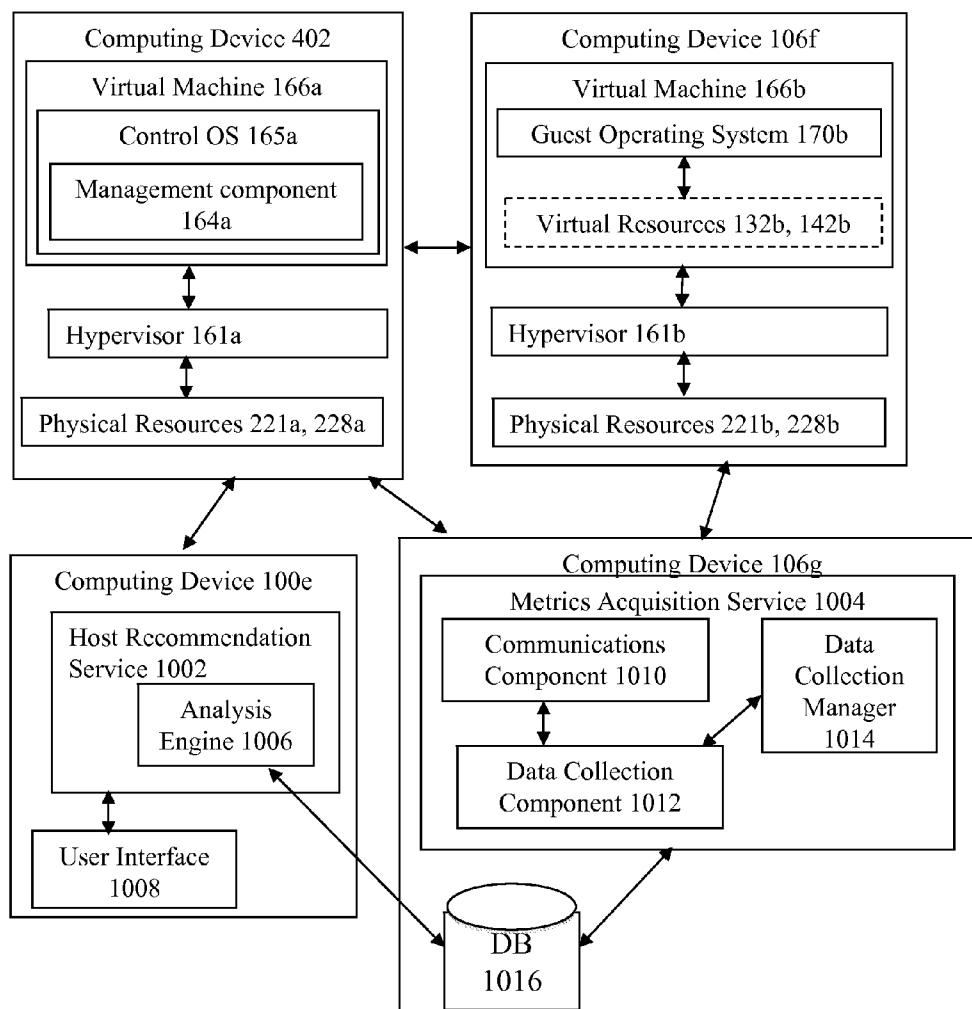 Computing Device 402
Virtual Machine 166a
Control OS 165a
Management component
164a
Hypervisor 161a
Physical Resources 221a, 228a
Computing Device 106f
Virtual Machine 166b
Guest Operating System 170b
Virtual Resources 132b, 142b
Hypervisor 161b
Physical Resources 221b, 228b
Computing Device 100e
Host Recommendation
Service 1002
Analysis
Engine 1006
User Interface
1008
Computing Device 106g
Metrics Acquisition Service 1004
Communications
Component 1010
Data
Collection
Manager
1014
Data Collection
Component 1012
DB
1016